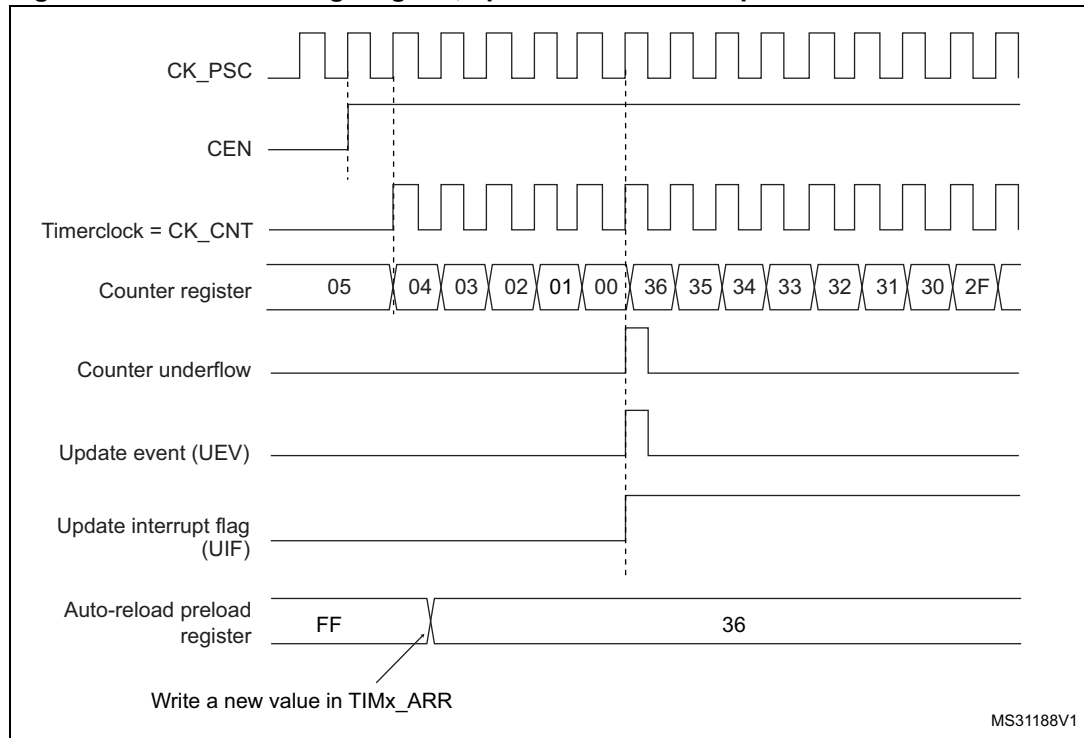 CK_PSC
CEN
Timerclock = CK_CNT
Counter register 05 04 03 02 01 00 36 35 34 33 32 31 30 2F
Counter underflow
Update event (UEV)
Update interrupt flag
(UIF)
Auto-reload preload
register
FF 36
Write a new value in TIMx_ARR
MS31188V1